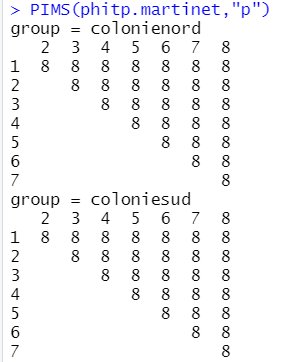 > PIMS(phitp.martinet,"p")
group = colonienord
  2 3 4 5 6 7 8
1 8 8 8 8 8 8 8
2   8 8 8 8 8 8
3     8 8 8 8 8
4       8 8 8 8
5         8 8 8
6           8 8
7             8
group = coloniesud
  2 3 4 5 6 7 8
1 8 8 8 8 8 8 8
2   8 8 8 8 8 8
3     8 8 8 8 8
4       8 8 8 8
5         8 8 8
6           8 8
7             8